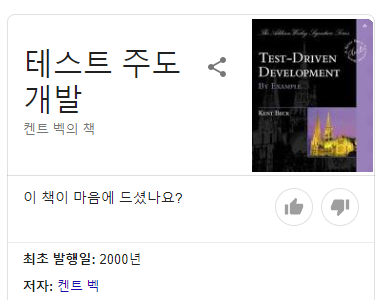 테스트 주도
개발
켄트 벡의 책
The Addison-Wesley Signature Series
TEST-DRIVEN
DEVELOPMENT
BY EXAMPLE
KENT BECK
이 책이 마음에 드셨나요?
최초 발행일: 2000년
저자: 켄트 벡